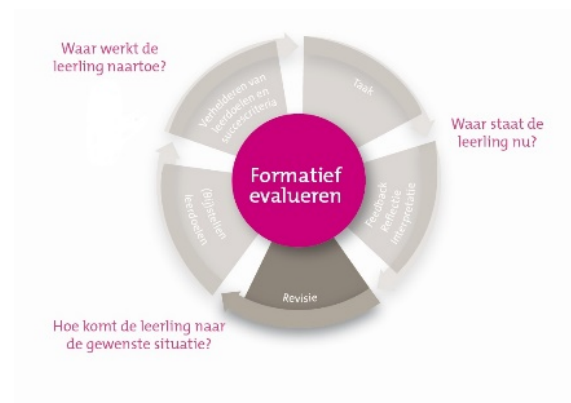 Waar werkt de
leerling naartoe?
Verhelderen van
leerdoelen en
succescriteria
Taak
Waar staat de
leerling nu?
Formatief
evalueren
Feedback
Reflectie
interpretatie
(Bij)stellen
leerdoelen
Revisie
Hoe komt de leerling naar
de gewenste situatie?